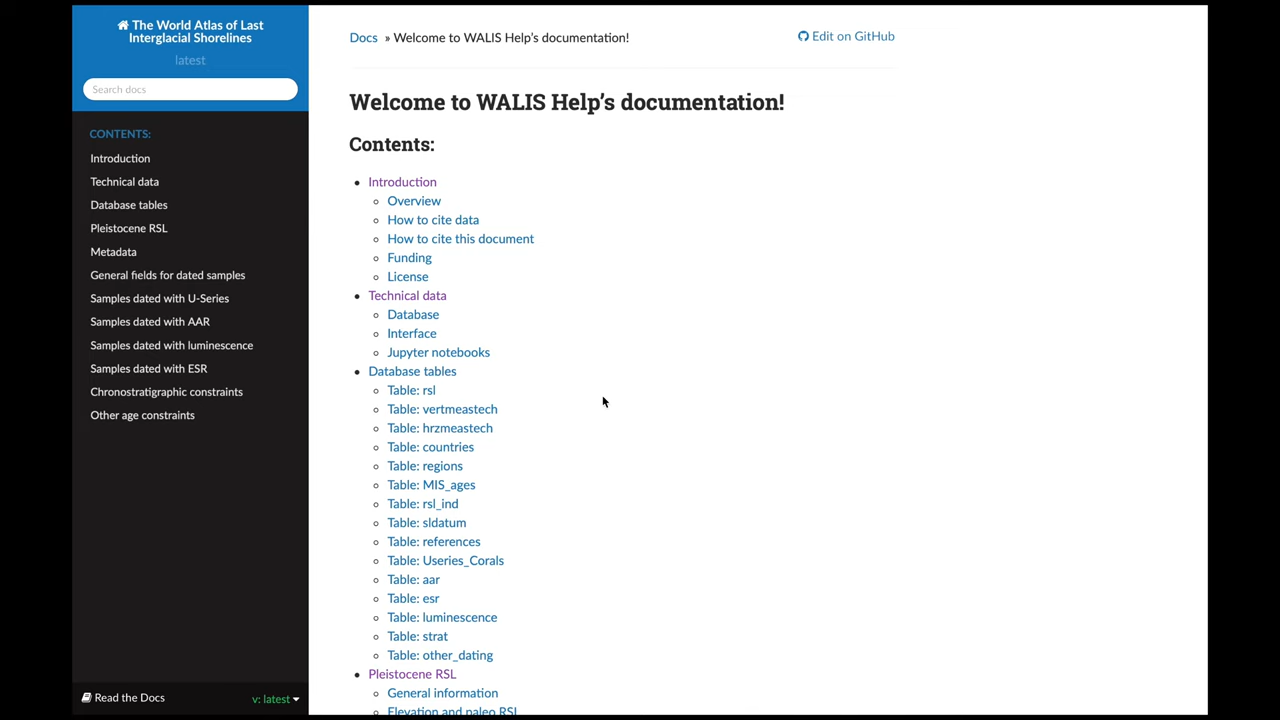 The World Atlas of Last
Interglacial Shorelines
latest
Search docs
CONTENTS:
Introduction
Technical data
Database tables
Pleistocene RSL
Metadata
General fields for dated samples
Samples dated with U-Series
Samples dated with AAR
Samples dated with luminescence
Samples dated with ESR
Chronostratigraphic constraints
Other age constraints
Read the Docs
v: latest
Docs » Welcome to WALIS Help's documentation!
Edit on GitHub
Welcome to WALIS Help's documentation!
Contents:
Introduction
Overview
How to cite data
How to cite this document
Funding
License
Technical data
Database
Interface
Jupyter notebooks
Database tables
Table: rsl
Table: vertmeastech
Table: hrzmeastech
Table: countries
Table: regions
Table: MIS_ages
Table: rsl_ind
Table: sldatum
Table: references
Table: Useries_Corals
Table: aar
Table: esr
Table: luminescence
Table: strat
Table: other_dating
Pleistocene RSL
General information
Elevation and paleo RSL